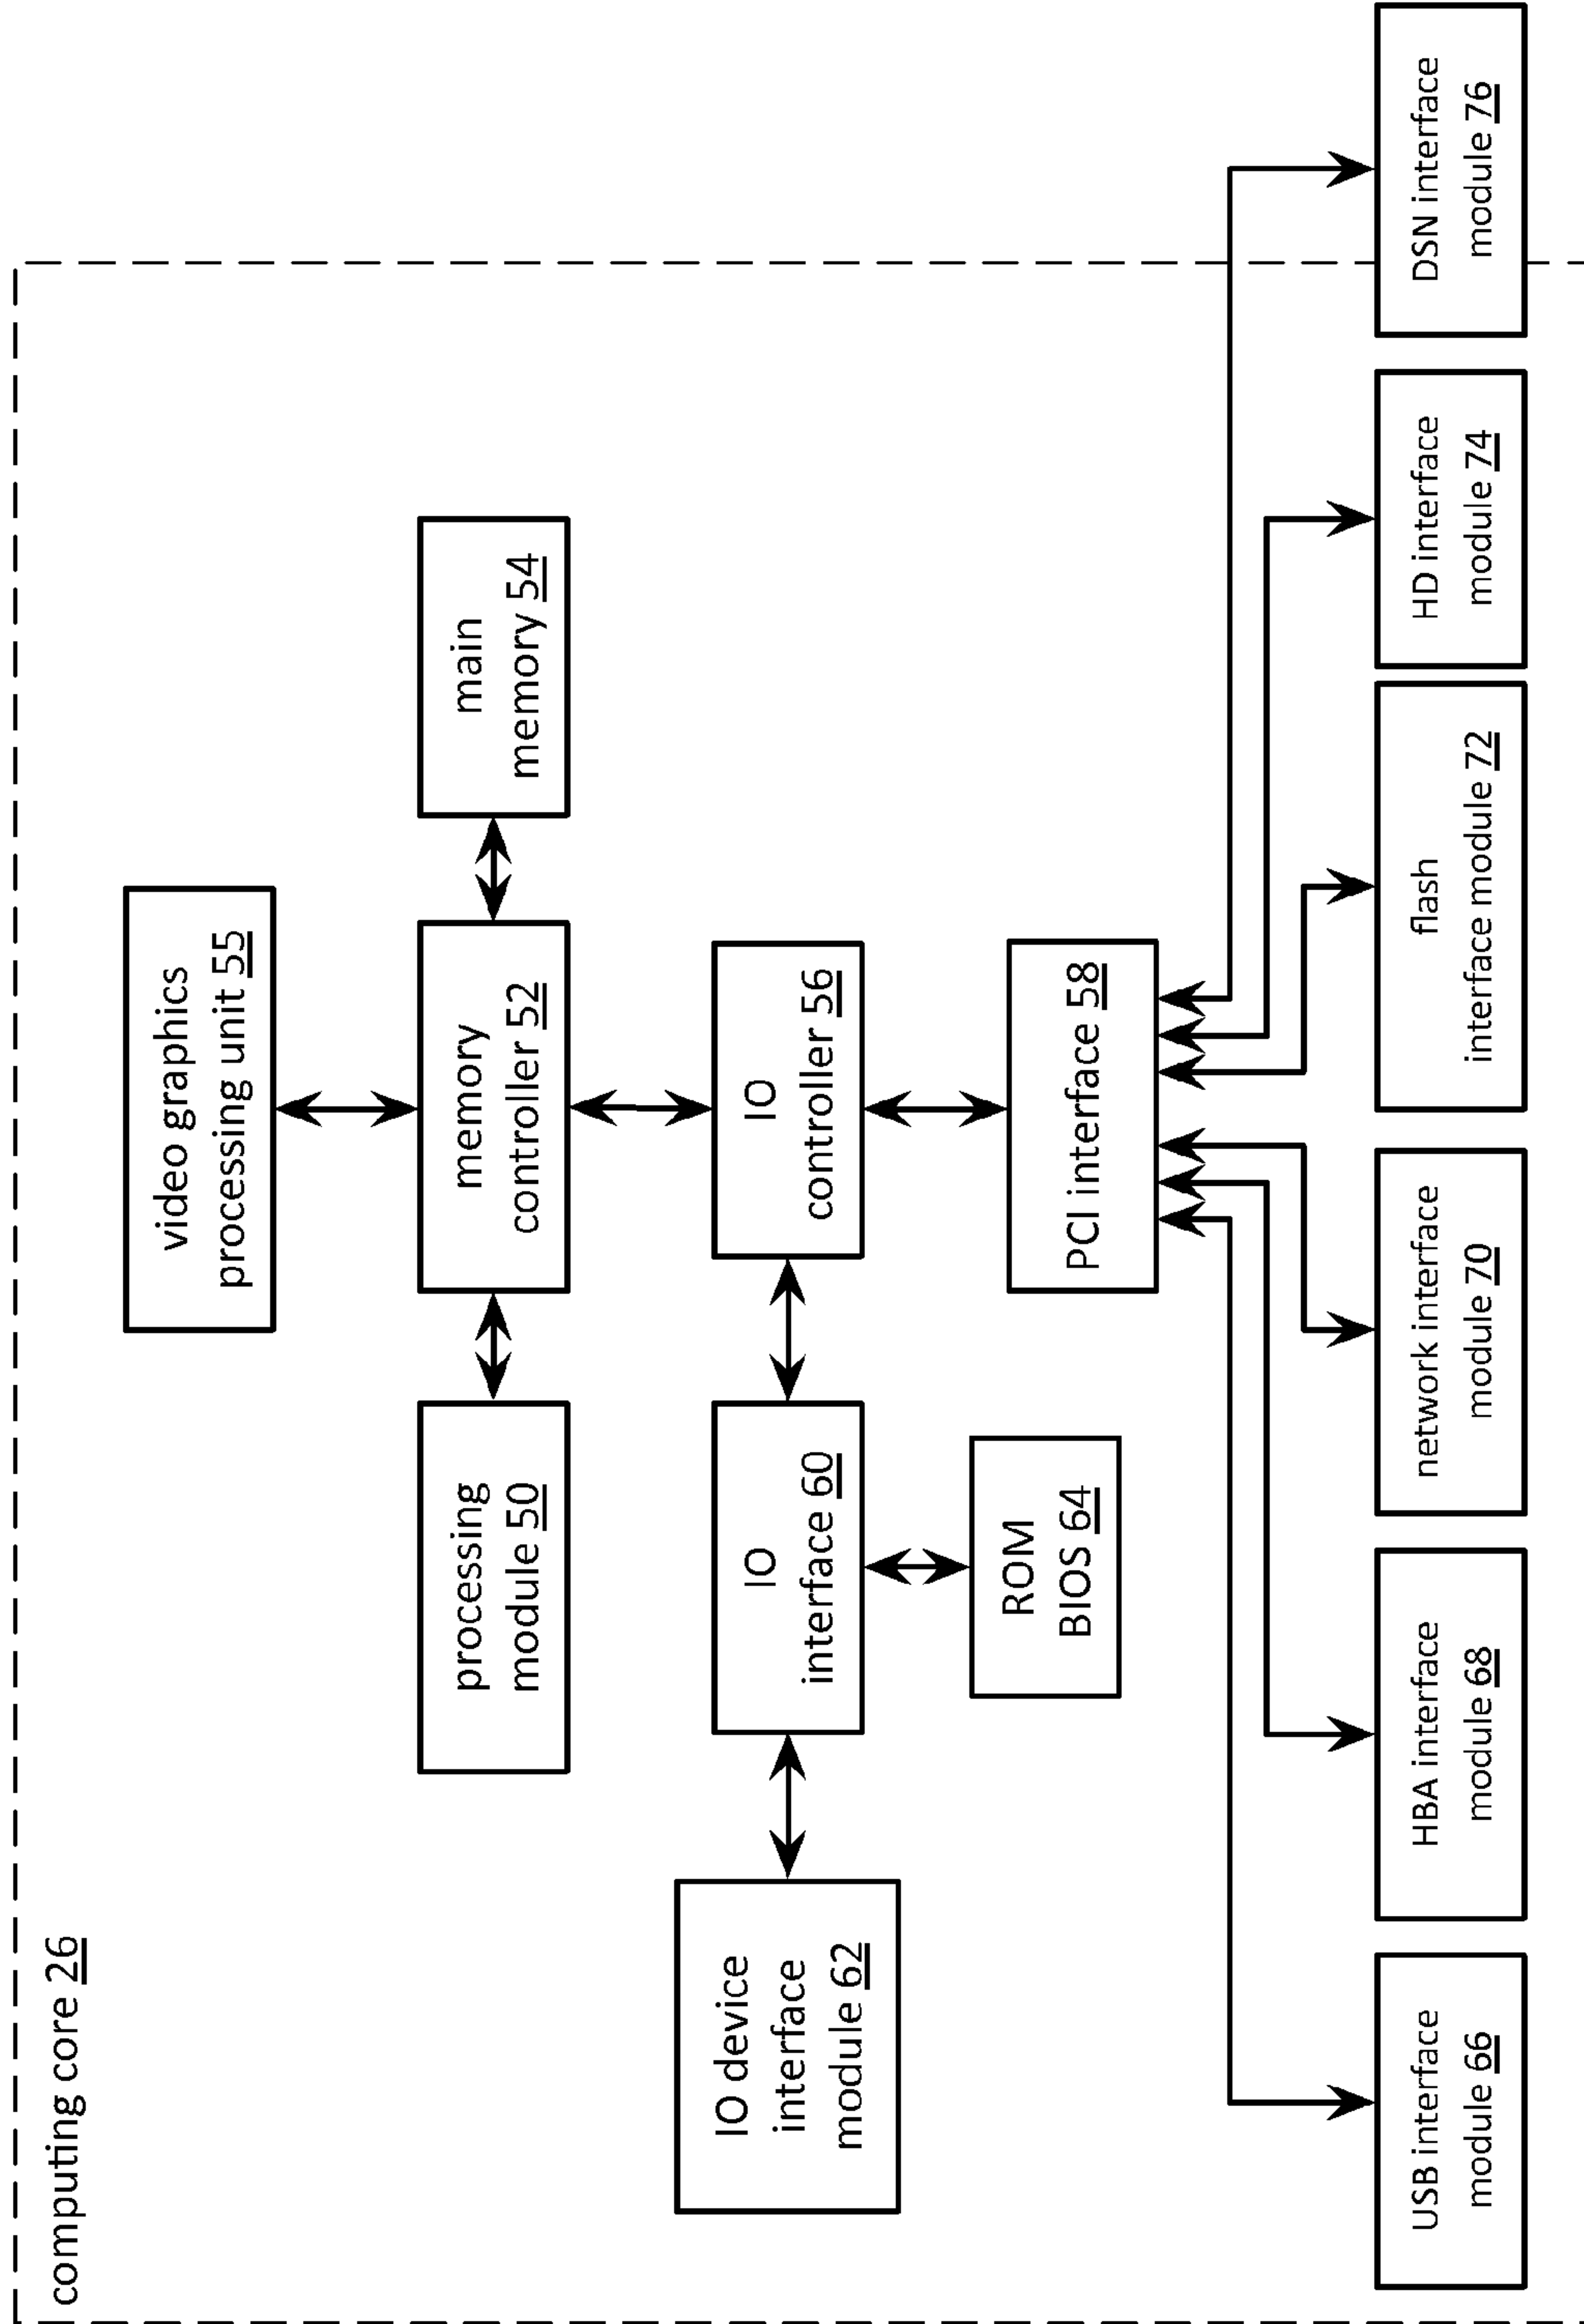 computing core 26
video graphics
processing unit 55
processing
module 50
memory
controller 52
main
memory 54
IO device
interface
module 62
IO
interface 60
IO
controller 56
ROM
BIOS 64
PCI interface 58
USB interface
module 66
HBA interface
module 68
network interface
module 70
flash
interface module 72
HD interface
module 74
DSN interface
module 76